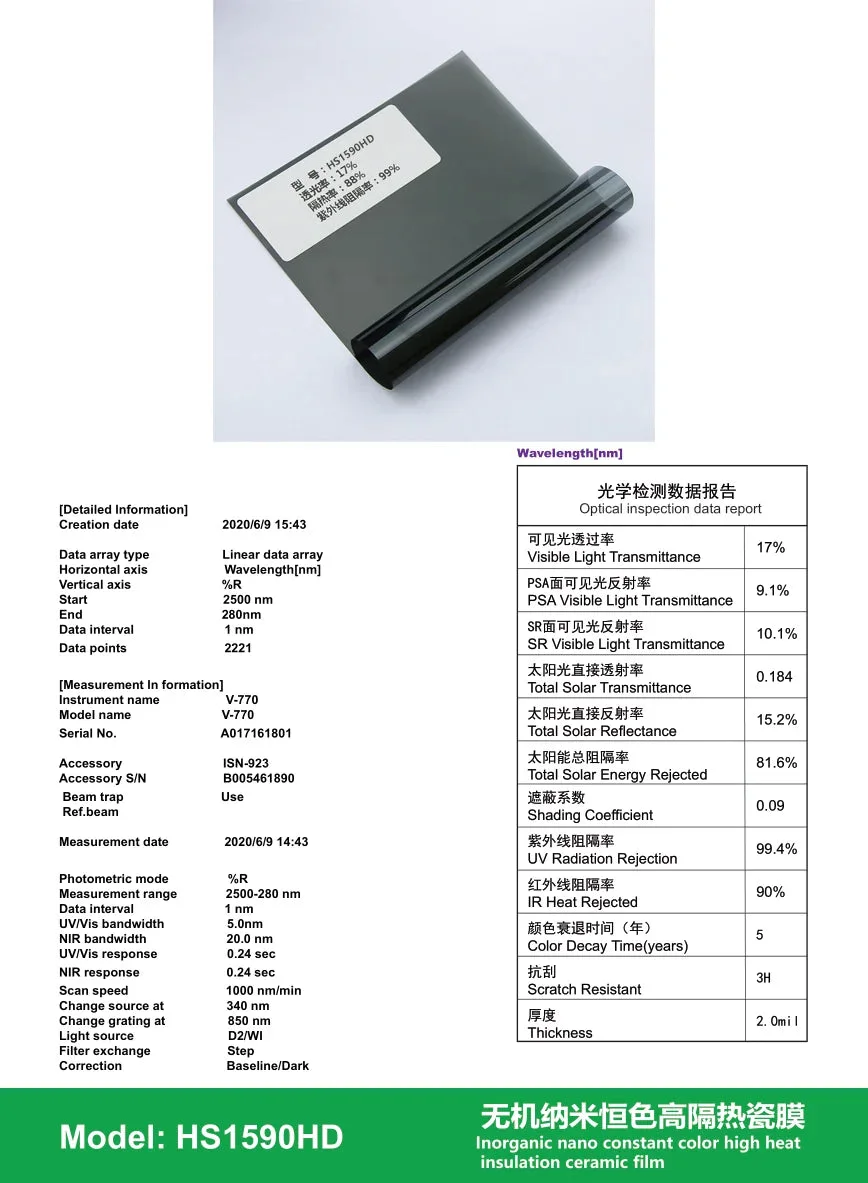 型 号：HS1590HD
透光率：17%
隔热率：88%
紫外线阻隔率：99%
Wavelength[nm]
光学检测数据报告
Optical inspection data report
可见光透过率
Visible Light Transmittance 17%
PSA面可见光反射率
PSA Visible Light Transmittance 9.1%
SR面可见光反射率
SR Visible Light Transmittance 10.1%
太阳光直接透射率
Total Solar Transmittance 0.184
太阳光直接反射率
Total Solar Reflectance 15.2%
太阳能总阻隔率
Total Solar Energy Rejected 81.6%
遮蔽系数
Shading Coefficient 0.09
紫外线阻隔率
UV Radiation Rejection 99.4%
红外线阻隔率
IR Heat Rejected 90%
颜色衰退时间（年）
Color Decay Time(years) 5
抗刮
Scratch Resistant 3H
厚度
Thickness 2.0mil
[Detailed Information]
Creation date 2020/6/9 15:43
Data array type Linear data array
Horizontal axis Wavelength[nm]
Vertical axis %R
Start 2500 nm
End 280nm
Data interval 1 nm
Data points 2221
[Measurement In formation]
Instrument name V-770
Model name V-770
Serial No. A017161801
Accessory ISN-923
Accessory S/N B005461890
Beam trap Use
Ref.beam
Measurement date 2020/6/9 14:43
Photometric mode %R
Measurement range 2500-280 nm
Data interval 1 nm
UV/Vis bandwidth 5.0nm
NIR bandwidth 20.0 nm
UV/Vis response 0.24 sec
NIR response 0.24 sec
Scan speed 1000 nm/min
Change source at 340 nm
Change grating at 850 nm
Light source D2/WI
Filter exchange Step
Correction Baseline/Dark
Model: HS1590HD
无机纳米恒色高隔热瓷膜
Inorganic nano constant color high heat
insulation ceramic film